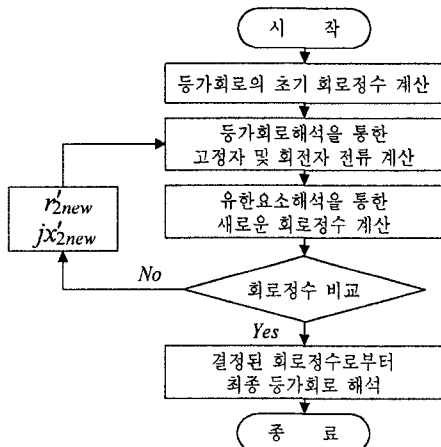 시 작
등가회로의 초기 회로정수 계산
등가회로해석을 통한
고정자 및 회전자 전류 계산
r'2new
jx'2new
유한요소해석을 통한
새로운 회로정수 계산
No
회로정수 비교
Yes
결정된 회로정수로부터
최종 등가회로 해석
종 료